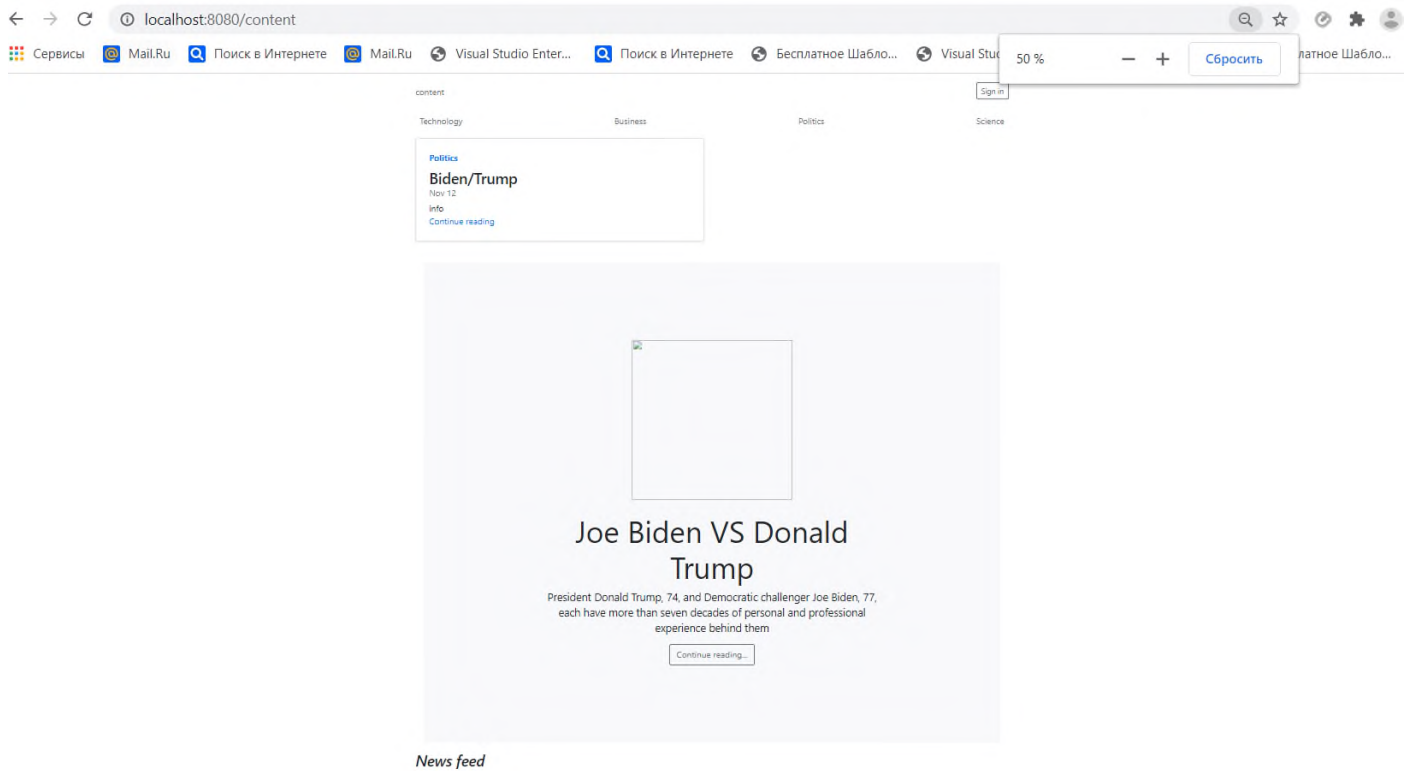 localhost:8080/content
Сервисы Mail.Ru Поиск в Интернете Mail.Ru Visual Studio Enter... Поиск в Интернете Бесплатное Шабло... Visual Stu латное Шабло...
50 % − + Сбросить
content Sign in
Technology Business Politics Science
Politics
Biden/Trump
Nov 12
info
Continue reading
Joe Biden VS Donald
Trump
President Donald Trump, 74, and Democratic challenger Joe Biden, 77,
each have more than seven decades of personal and professional
experience behind them
Continue reading...
News feed